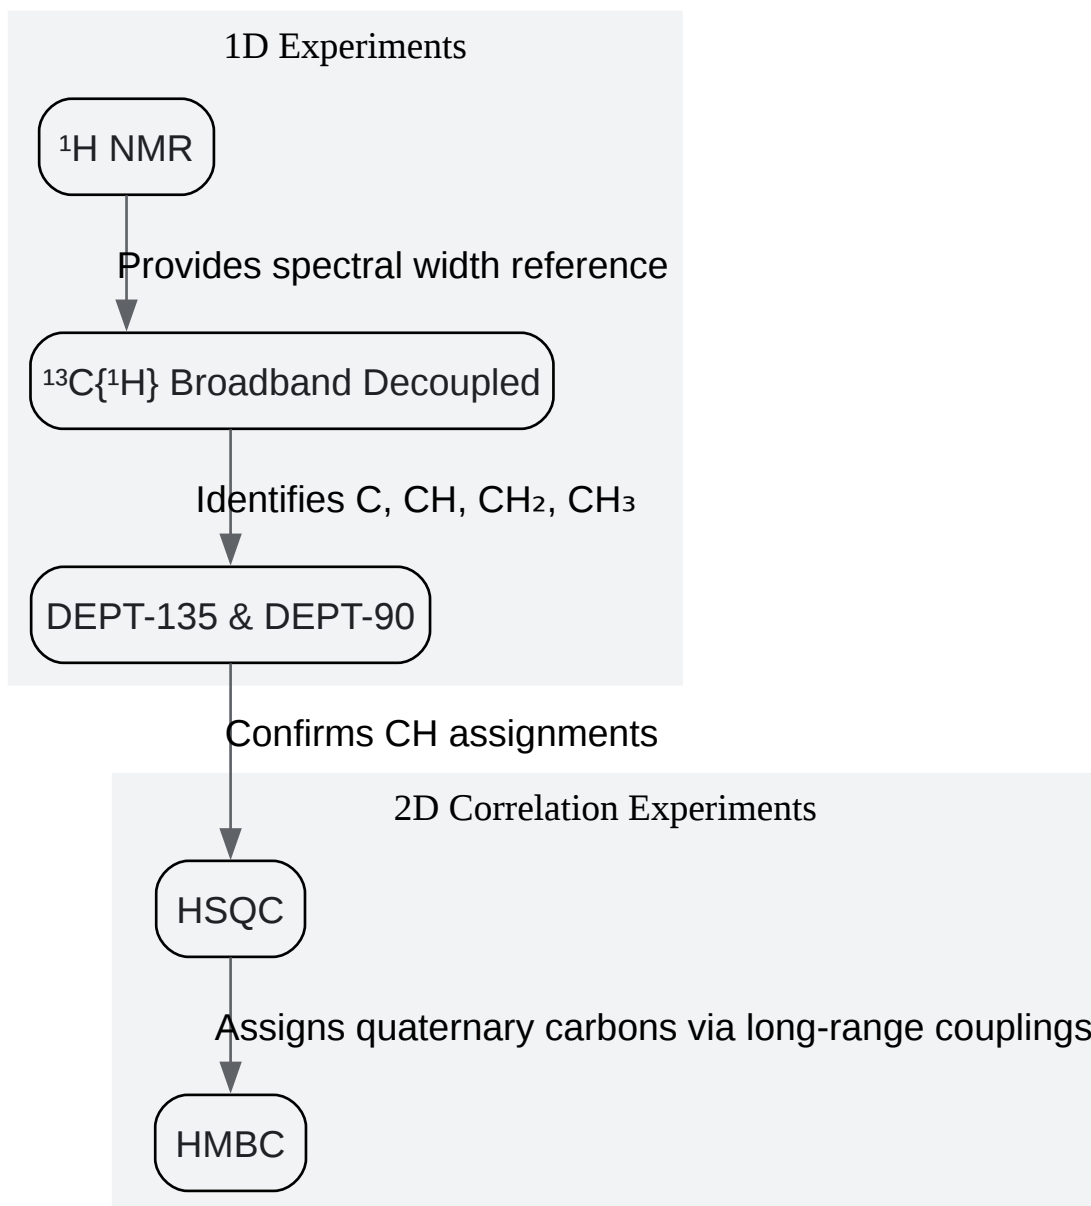 1D Experiments
¹H NMR
Provides spectral width reference
¹³C{¹H} Broadband Decoupled
Identifies C, CH, CH₂, CH₃
DEPT-135 & DEPT-90
Confirms CH assignments
2D Correlation Experiments
HSQC
Assigns quaternary carbons via long-range couplings
HMBC